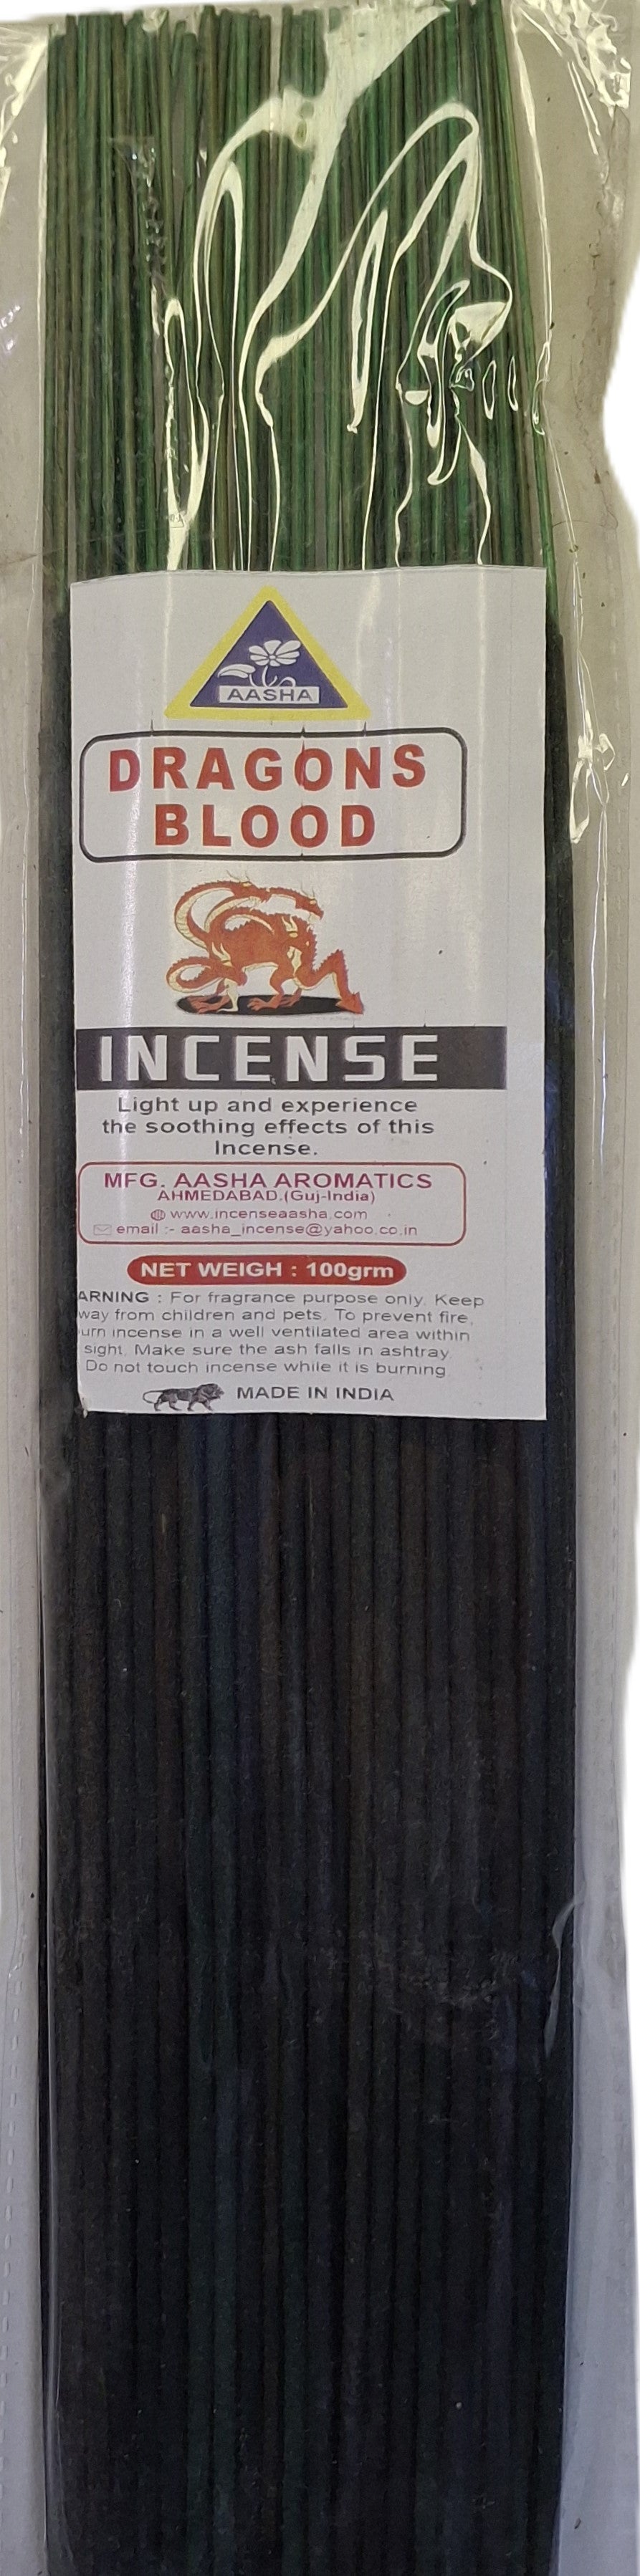 AASHA
DRAGONS
BLOOD
INCENSE
Light up and experience
the soothing effects of this
Incense.
MFG. AASHA AROMATICS
AHMEDABAD.(Guj-India)
www.incenseaasha.com
email :- aasha_incense@yahoo.co.in
NET WEIGH : 100grm
ARNING : For fragrance purpose only. Keep
way from children and pets. To prevent fire,
urn incense in a well ventilated area within
sight. Make sure the ash falls in ashtray.
Do not touch incense while it is burning
MADE IN INDIA